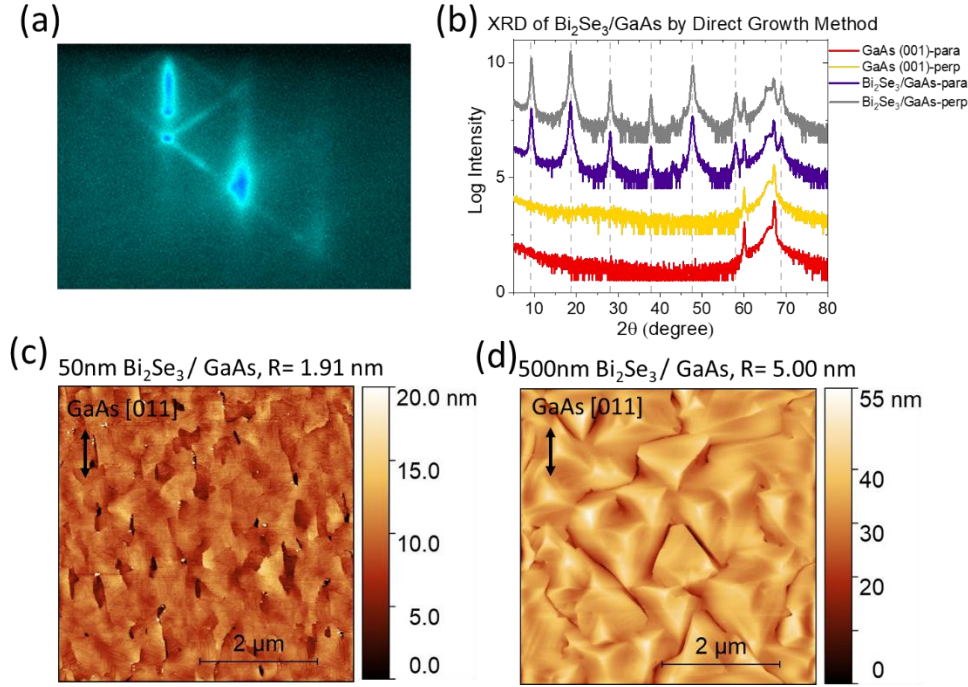 (a)
(b)
XRD of Bi₂Se₃/GaAs by Direct Growth Method
GaAs (001)-para
GaAs (001)-perp
Bi₂Se₃/GaAs-para
Bi₂Se₃/GaAs-perp
Log Intensity
10
5
0
10 20 30 40 50 60 70 80
2θ (degree)
(c)
50nm Bi₂Se₃ / GaAs, R= 1.91 nm
GaAs [011]
20.0 nm
15.0
10.0
5.0
0.0
2 µm
(d)
500nm Bi₂Se₃ / GaAs, R= 5.00 nm
GaAs [011]
55 nm
40
30
20
0
2 µm